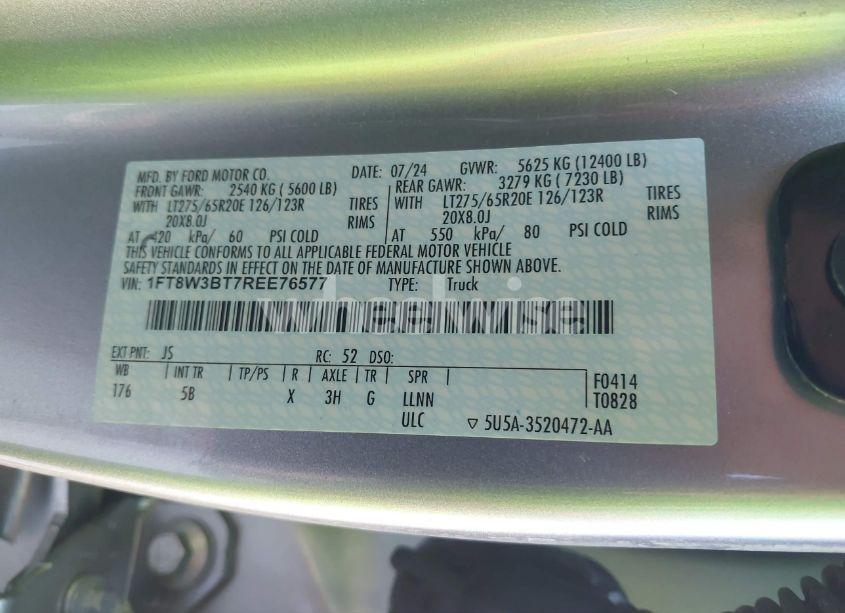 MFD. BY FORD MOTOR CO. DATE: 07/24 GVWR: 5625 KG (12400 LB)
FRONT GAWR: 2540 KG ( 5600 LB) REAR GAWR: 3279 KG ( 7230 LB)
WITH LT275/65R20E 126/123R TIRES WITH LT275/65R20E 126/123R TIRES
20X8.0J RIMS 20X8.0J RIMS
AT 420 kPa/ 60 PSI COLD AT 550 kPa/ 80 PSI COLD
THIS VEHICLE CONFORMS TO ALL APPLICABLE FEDERAL MOTOR VEHICLE
SAFETY STANDARDS IN EFFECT ON THE DATE OF MANUFACTURE SHOWN ABOVE.
VIN: 1FT8W3BT7REE76577 TYPE: Truck
wheelwise
EXT PNT: JS RC: 52 DSO:
WB INT TR TP/PS R AXLE TR SPR F0414
176 5B X 3H G LLNN T0828
ULC ▽ 5U5A-3520472-AA